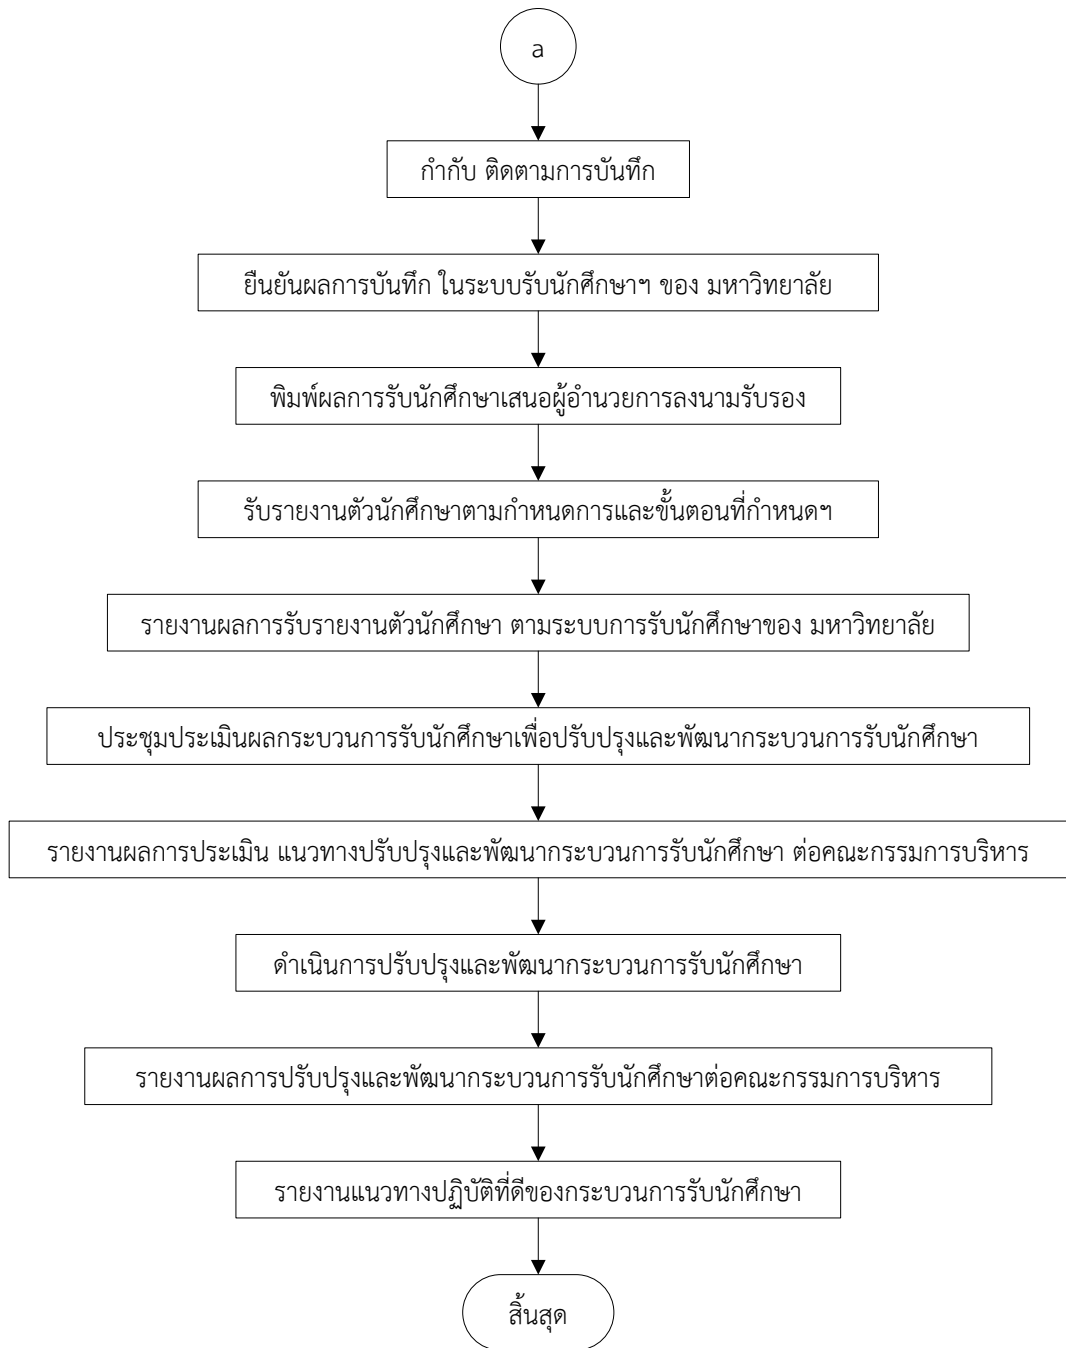 a
กำกับ ติดตามการบันทึก
ยืนยันผลการบันทึก ในระบบรับนักศึกษาฯ ของ มหาวิทยาลัย
พิมพ์ผลการรับนักศึกษาเสนอผู้อำนวยการลงนามรับรอง
รับรายงานตัวนักศึกษาตามกำหนดการและขั้นตอนที่กำหนดฯ
รายงานผลการรับรายงานตัวนักศึกษา ตามระบบการรับนักศึกษาของ มหาวิทยาลัย
ประชุมประเมินผลกระบวนการรับนักศึกษาเพื่อปรับปรุงและพัฒนากระบวนการรับนักศึกษา
รายงานผลการประเมิน แนวทางปรับปรุงและพัฒนากระบวนการรับนักศึกษา ต่อคณะกรรมการบริหาร
ดำเนินการปรับปรุงและพัฒนากระบวนการรับนักศึกษา
รายงานผลการปรับปรุงและพัฒนากระบวนการรับนักศึกษาต่อคณะกรรมการบริหาร
รายงานแนวทางปฏิบัติที่ดีของกระบวนการรับนักศึกษา
สิ้นสุด